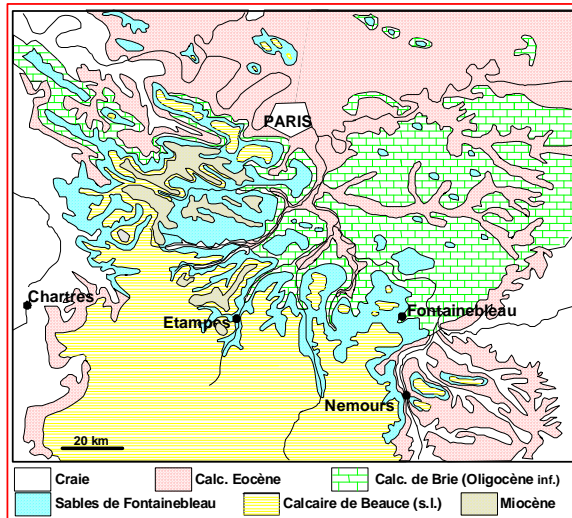 PARIS
Chartres
Etampes
Fontainebleau
Nemours
20 km
Craie
Calc. Eocène
Calc. de Brie (Oligocène inf.)
Sables de Fontainebleau
Calcaire de Beauce (s.l.)
Miocène